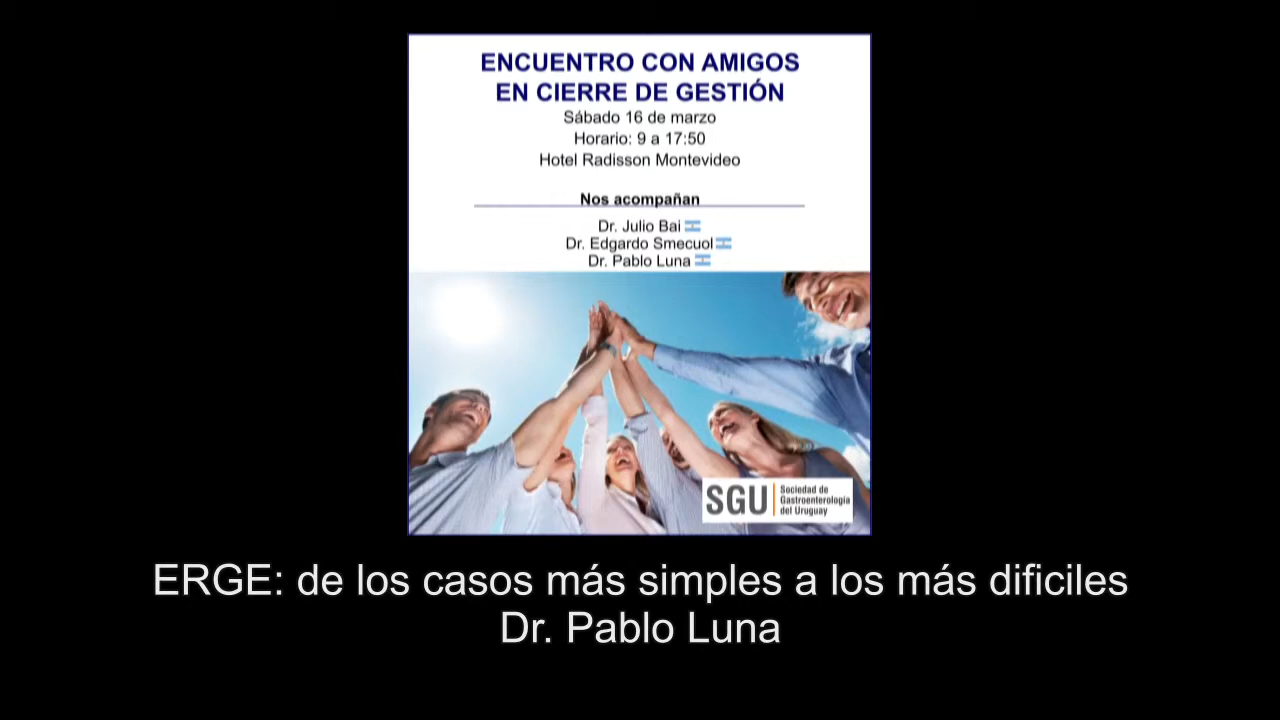 ENCUENTRO CON AMIGOS
EN CIERRE DE GESTIÓN
Sábado 16 de marzo
Horario: 9 a 17:50
Hotel Radisson Montevideo
Nos acompañan
Dr. Julio Bai
Dr. Edgardo Smecuol
Dr. Pablo Luna
SGU
Sociedad de
Gastroenterología
del Uruguay
ERGE: de los casos más simples a los más dificiles
Dr. Pablo Luna